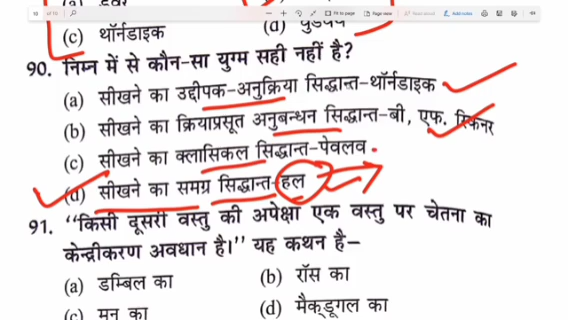 (c) थॉर्नडाइक
90. निम्न में से कौन-सा युग्म सही नहीं है?
(a) सीखने का उद्दीपक-अनुक्रिया सिद्धान्त-थॉर्नडाइक
(b) सीखने का क्रियाप्रसूत अनुबन्धन सिद्धान्त-बी, एफ. स्किनर
(c) सीखने का क्लासिकल सिद्धान्त-पेवलव
(d) सीखने का समग्र सिद्धान्त-हल
91. “किसी दूसरी वस्तु की अपेक्षा एक वस्तु पर चेतना का
केन्द्रीकरण अवधान है।” यह कथन है–
(a) डम्बिल का (b) रॉस का
(c) मन का (d) मैक्डूगल का